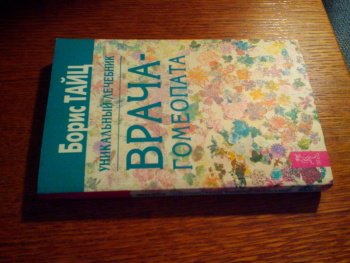 Борис ТАЙЦ
УНИКАЛЬНЫЙ ЛЕЧЕБНИК
ВРАЧА-
ГОМЕОПАТА